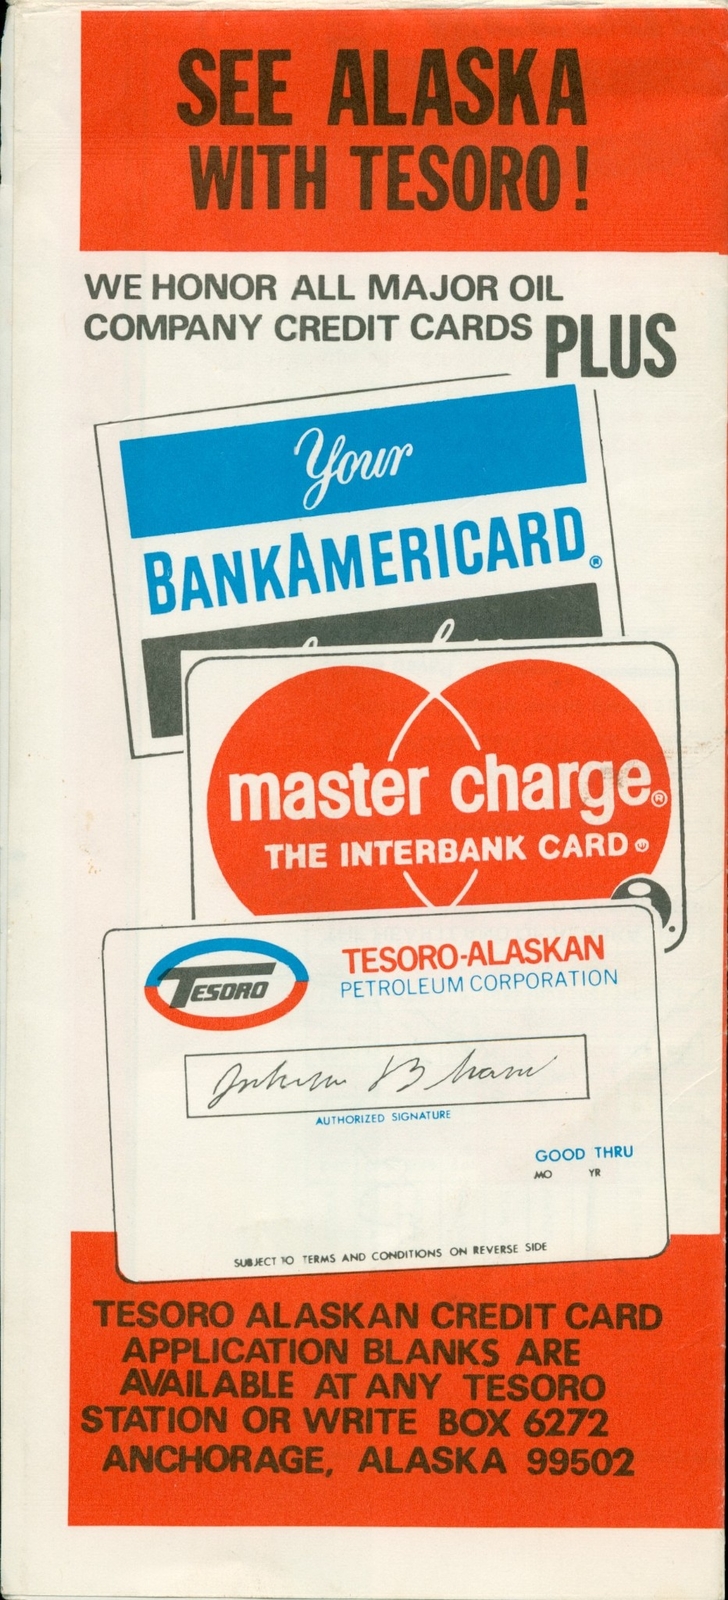 SEE ALASKA
WITH TESORO!
WE HONOR ALL MAJOR OIL
COMPANY CREDIT CARDS PLUS
Your
BANKAMERICARD®
master charge®
THE INTERBANK CARD
TESORO
TESORO-ALASKAN
PETROLEUM CORPORATION
AUTHORIZED SIGNATURE
GOOD THRU
MO YR
SUBJECT TO TERMS AND CONDITIONS ON REVERSE SIDE
TESORO ALASKAN CREDIT CARD
APPLICATION BLANKS ARE
AVAILABLE AT ANY TESORO
STATION OR WRITE BOX 6272
ANCHORAGE, ALASKA 99502